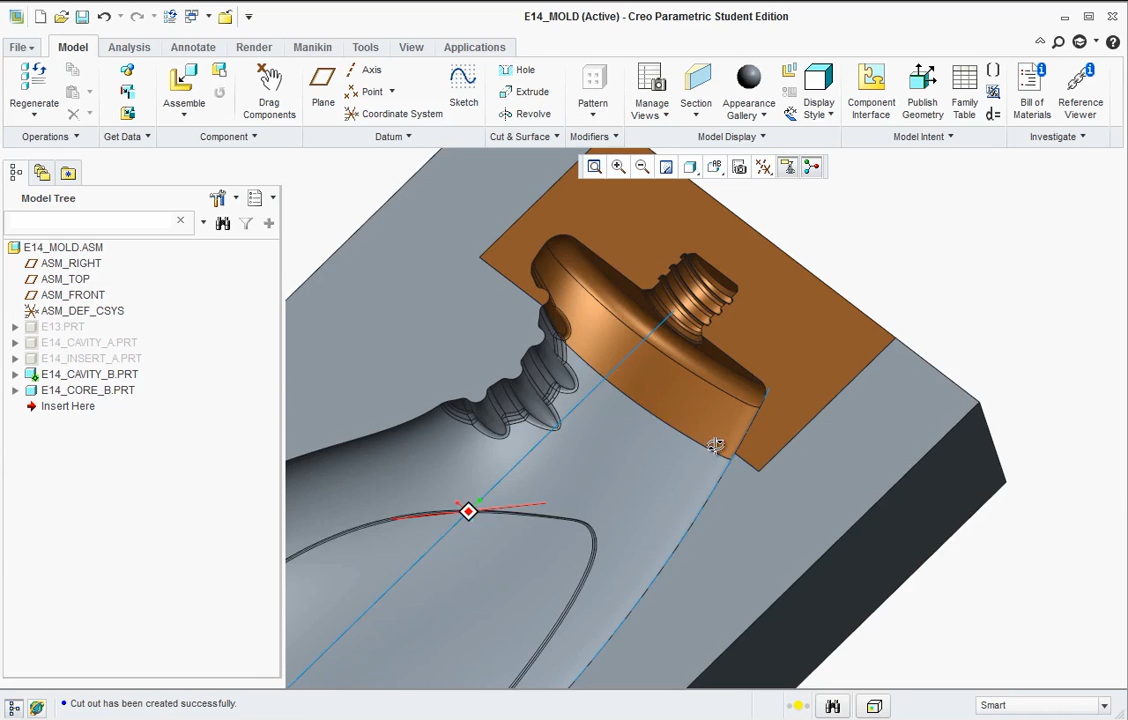 E14_MOLD (Active) - Creo Parametric Student Edition
File Model Analysis Annotate Render Manikin Tools View Applications
Regenerate
Assemble
Drag Components
Plane
Axis
Point
Coordinate System
Sketch
Hole
Extrude
Revolve
Pattern
Manage Views
Section
Appearance Gallery
Display Style
Component Interface
Publish Geometry
Family Table
d=
Bill of Materials
Reference Viewer
Operations Get Data Component Datum Cut & Surface Modifiers Model Display Model Intent Investigate
Model Tree
E14_MOLD.ASM
ASM_RIGHT
ASM_TOP
ASM_FRONT
ASM_DEF_CSYS
E13.PRT
E14_CAVITY_A.PRT
E14_INSERT_A.PRT
E14_CAVITY_B.PRT
E14_CORE_B.PRT
Insert Here
Cut out has been created successfully.
Smart